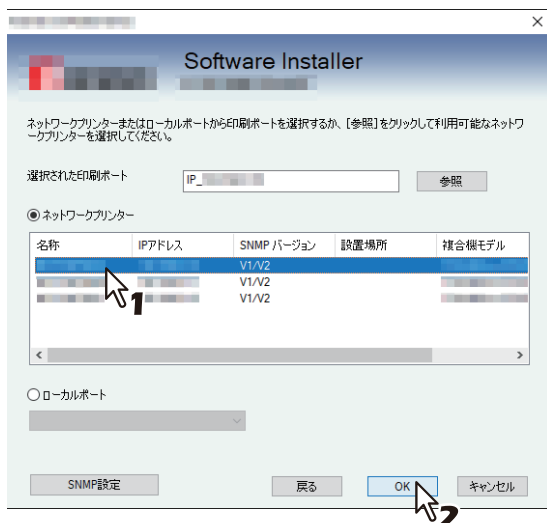 Software Installer
ネットワークプリンターまたはローカルポートから印刷ポートを選択するか、[参照]をクリックして利用可能なネットワ
ークプリンターを選択してください。
選択された印刷ポート IP_ 参照
ネットワークプリンター
名称 IPアドレス SNMP バージョン 設置場所 複合機モデル
V1/V2
V1/V2
V1/V2
1
ローカルポート
SNMP設定 戻る OK キャンセル
2